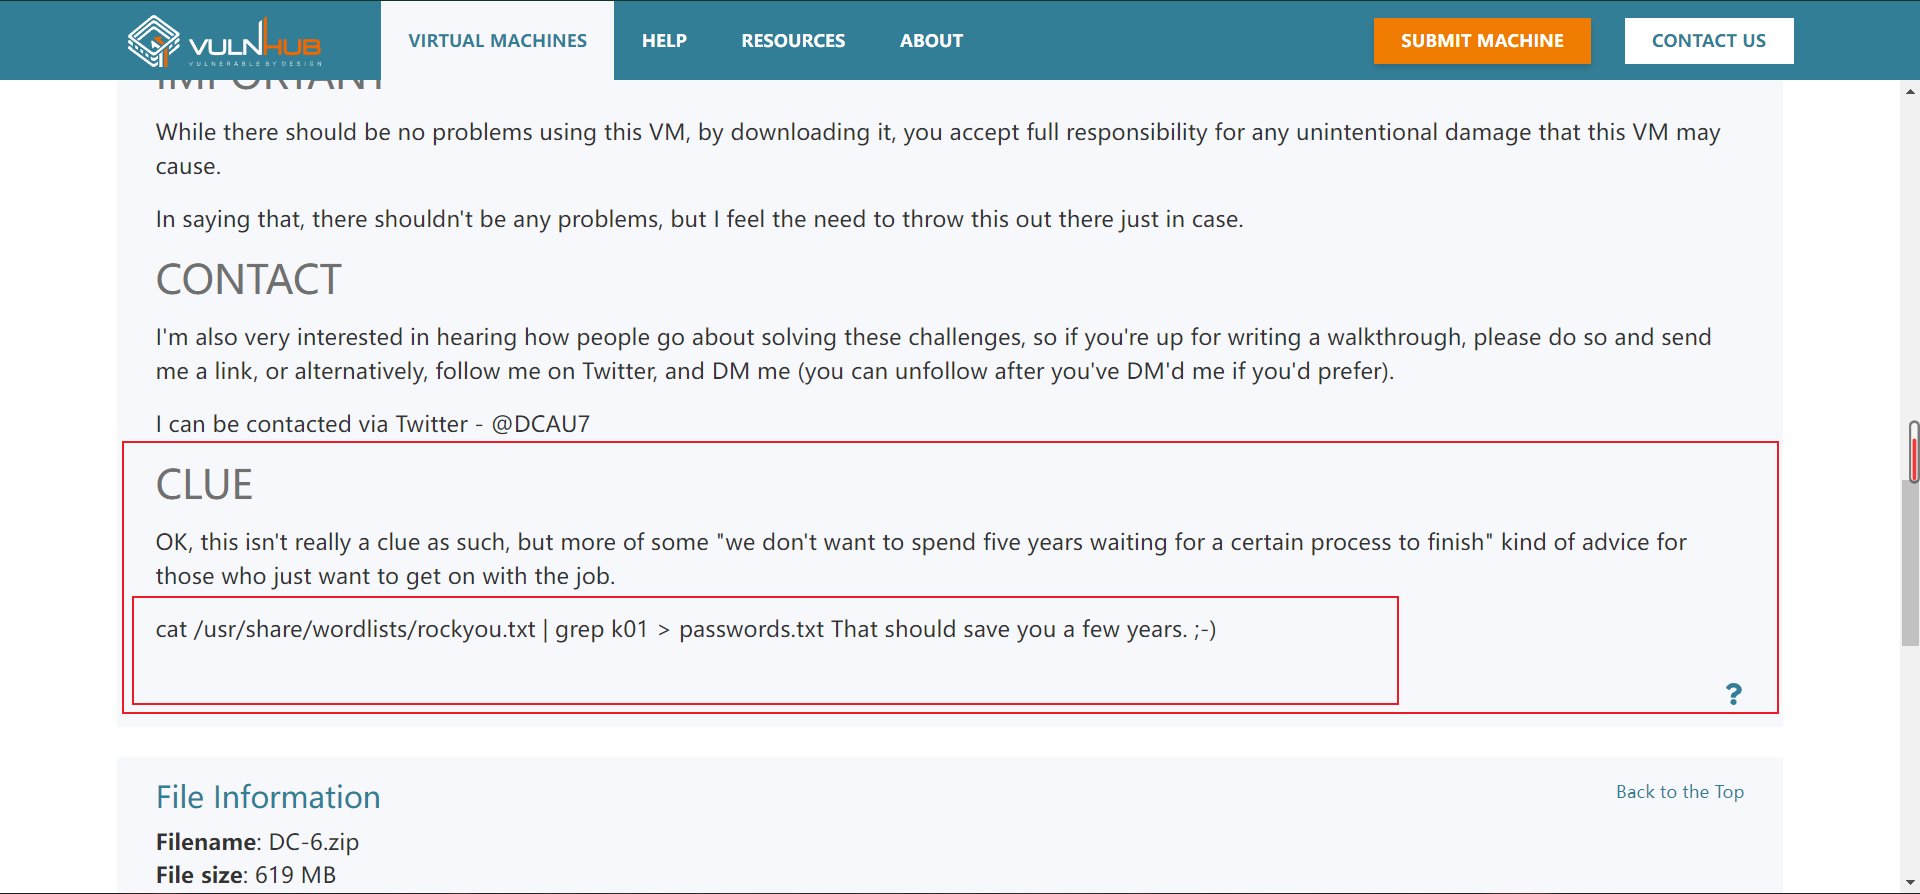 VULNHUB
VULNERABLE BY DESIGN
VIRTUAL MACHINES
HELP
RESOURCES
ABOUT
SUBMIT MACHINE
CONTACT US
IMPORTANT
While there should be no problems using this VM, by downloading it, you accept full responsibility for any unintentional damage that this VM may
cause.
In saying that, there shouldn't be any problems, but I feel the need to throw this out there just in case.
CONTACT
I'm also very interested in hearing how people go about solving these challenges, so if you're up for writing a walkthrough, please do so and send
me a link, or alternatively, follow me on Twitter, and DM me (you can unfollow after you've DM'd me if you'd prefer).
I can be contacted via Twitter - @DCAU7
CLUE
OK, this isn't really a clue as such, but more of some "we don't want to spend five years waiting for a certain process to finish" kind of advice for
those who just want to get on with the job.
cat /usr/share/wordlists/rockyou.txt | grep k01 > passwords.txt That should save you a few years. ;-)
?
File Information
Back to the Top
Filename: DC-6.zip
File size: 619 MB